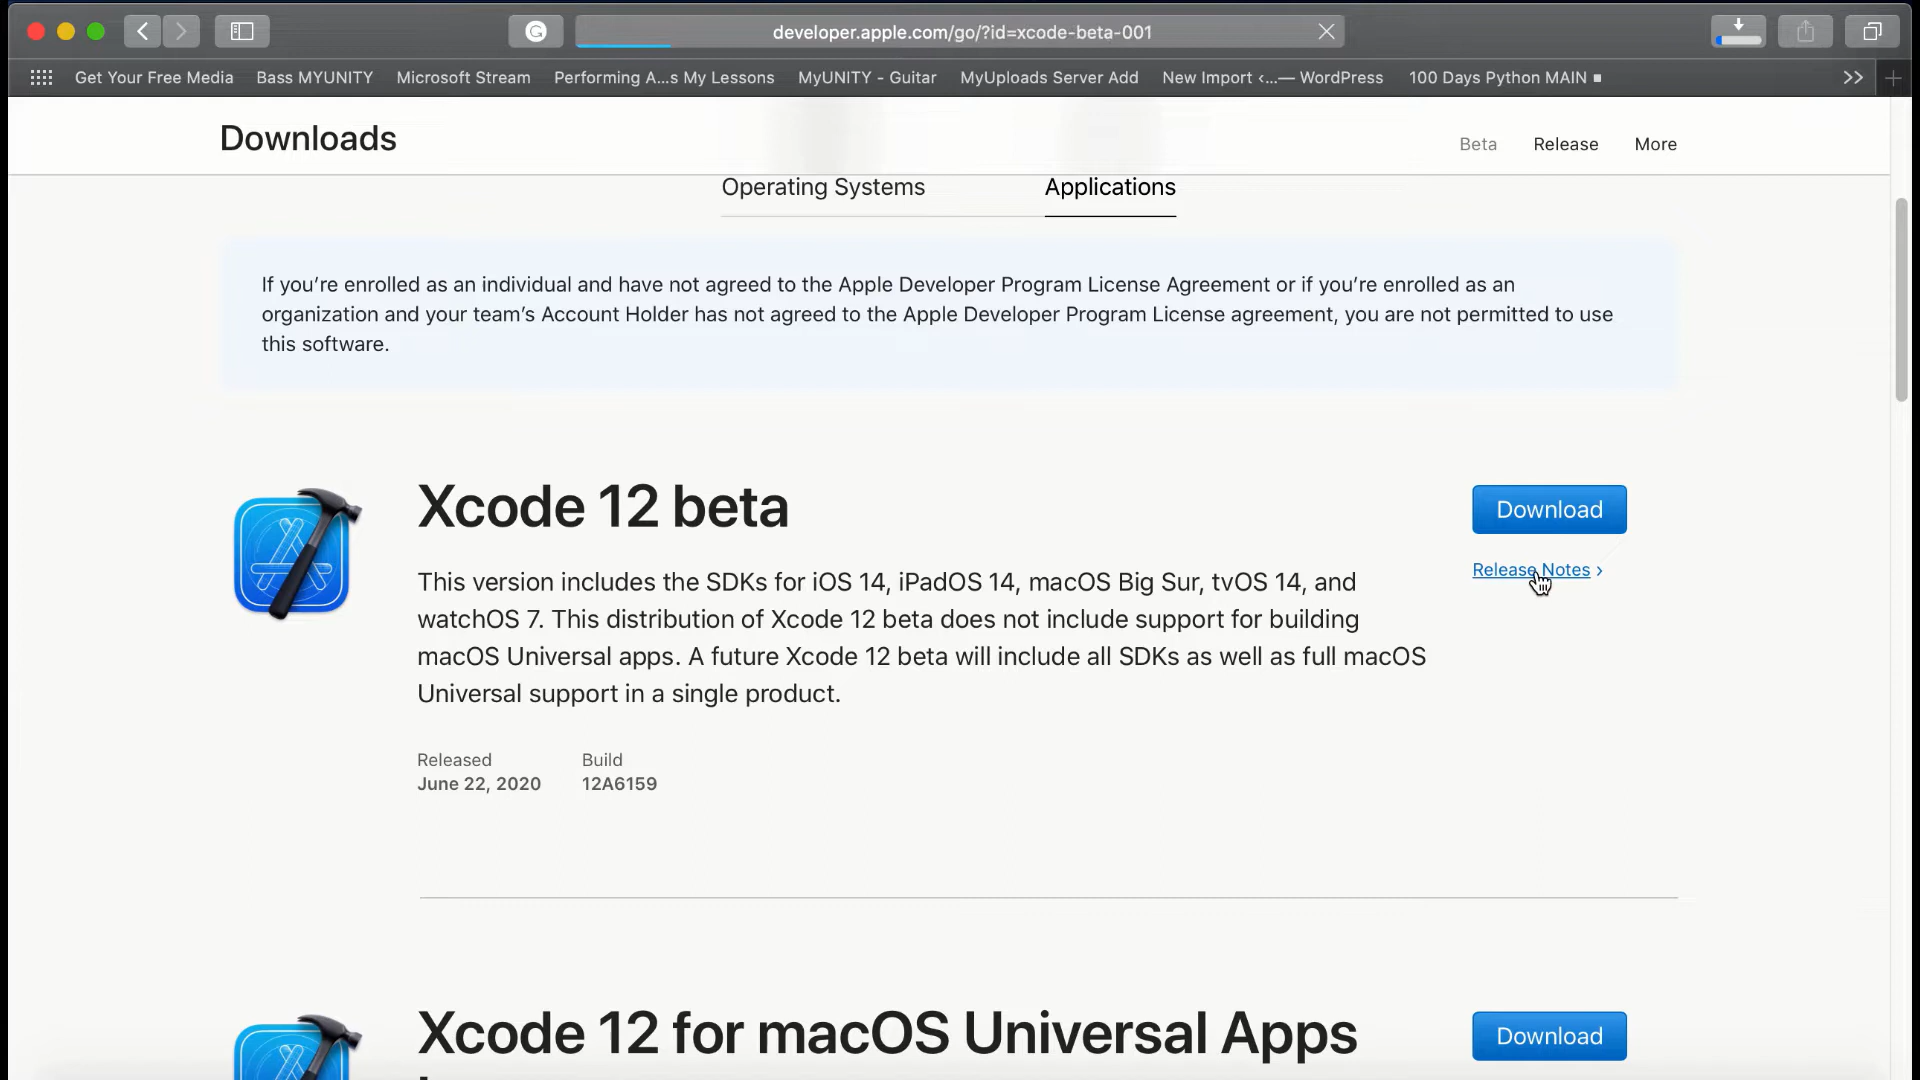 developer.apple.com/go/?id=xcode-beta-001
Get Your Free Media Bass MYUNITY Microsoft Stream Performing A...s My Lessons MyUNITY - Guitar MyUploads Server Add New Import <...— WordPress 100 Days Python MAIN
Downloads
Beta Release More
Operating Systems Applications
If you’re enrolled as an individual and have not agreed to the Apple Developer Program License Agreement or if you’re enrolled as an
organization and your team’s Account Holder has not agreed to the Apple Developer Program License agreement, you are not permitted to use
this software.
Xcode 12 beta
Download
Release Notes ›
This version includes the SDKs for iOS 14, iPadOS 14, macOS Big Sur, tvOS 14, and
watchOS 7. This distribution of Xcode 12 beta does not include support for building
macOS Universal apps. A future Xcode 12 beta will include all SDKs as well as full macOS
Universal support in a single product.
Released Build
June 22, 2020 12A6159
Xcode 12 for macOS Universal Apps
Download